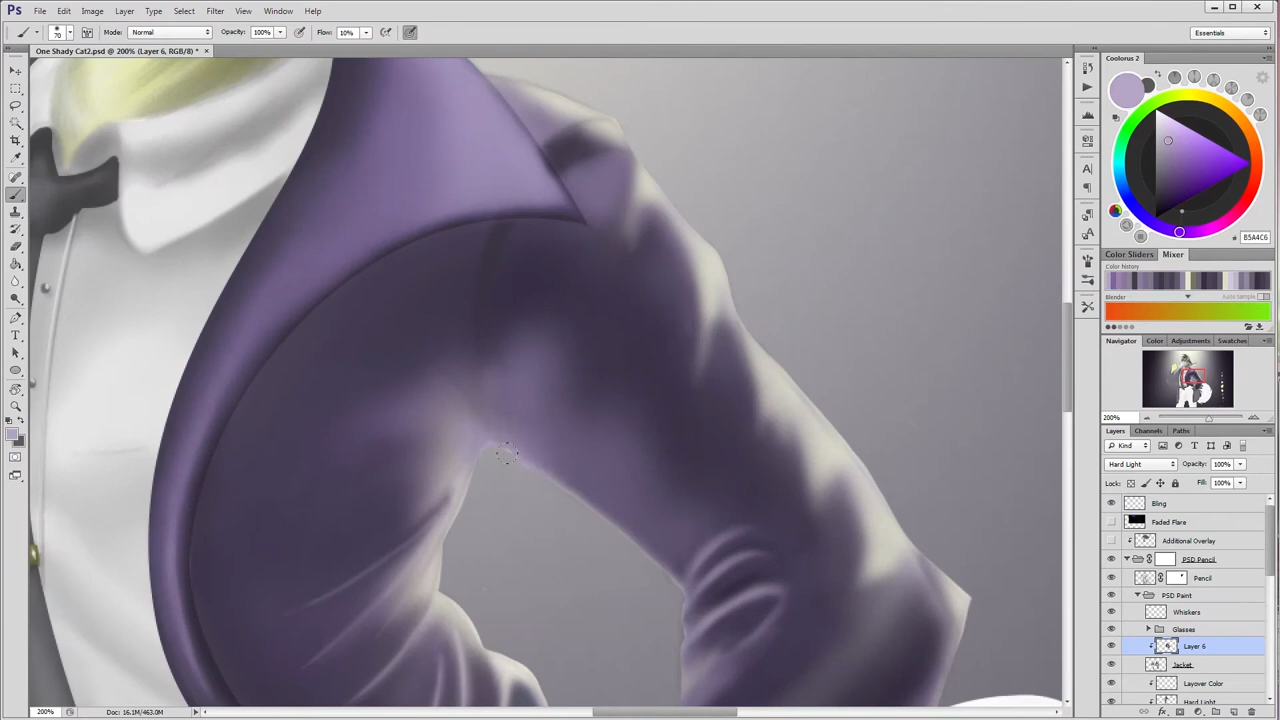 Ps File Edit Image Layer Type Select Filter View Window Help
70 Mode: Normal Opacity: 100% Flow: 10% Essentials
One Shady Cat2.psd @ 200% (Layer 6, RGB/8) * ×
Coolorus 2
# B5A4C6
Color Sliders Mixer
Color history
Blender Auto Sample
Navigator Color Adjustments Swatches
200%
Layers Channels Paths
Kind
Hard Light Opacity: 100%
Lock: Fill: 100%
Bling
Faded Flare
Additional Overlay
PSD Pencil
Pencil
PSD Paint
Whiskers
Glasses
Layer 6
Jacket
Layover Color
Hard Light
200% Doc: 16.1M/463.0M